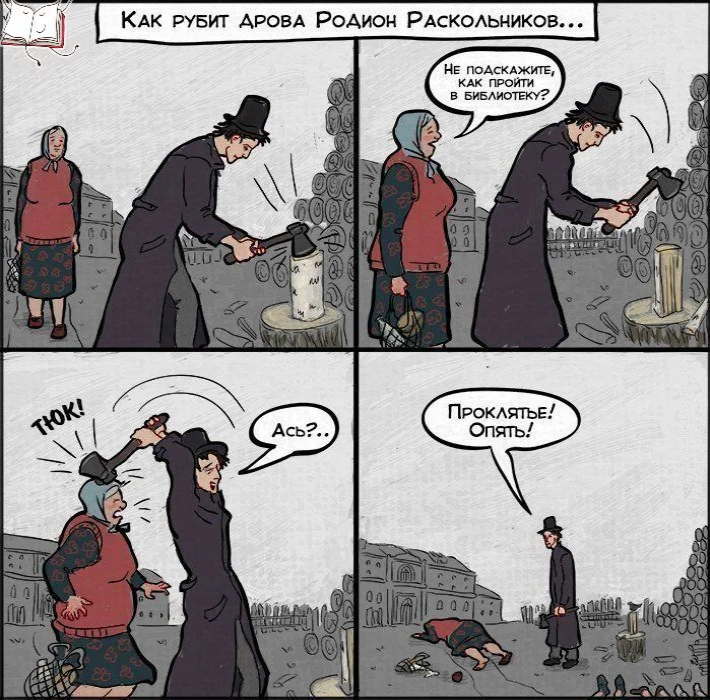 Как рубит дрова Родион Раскольников...
Не подскажите,
как пройти
в библиотеку?
ТЮК!
Ась?..
Проклятье!
Опять!